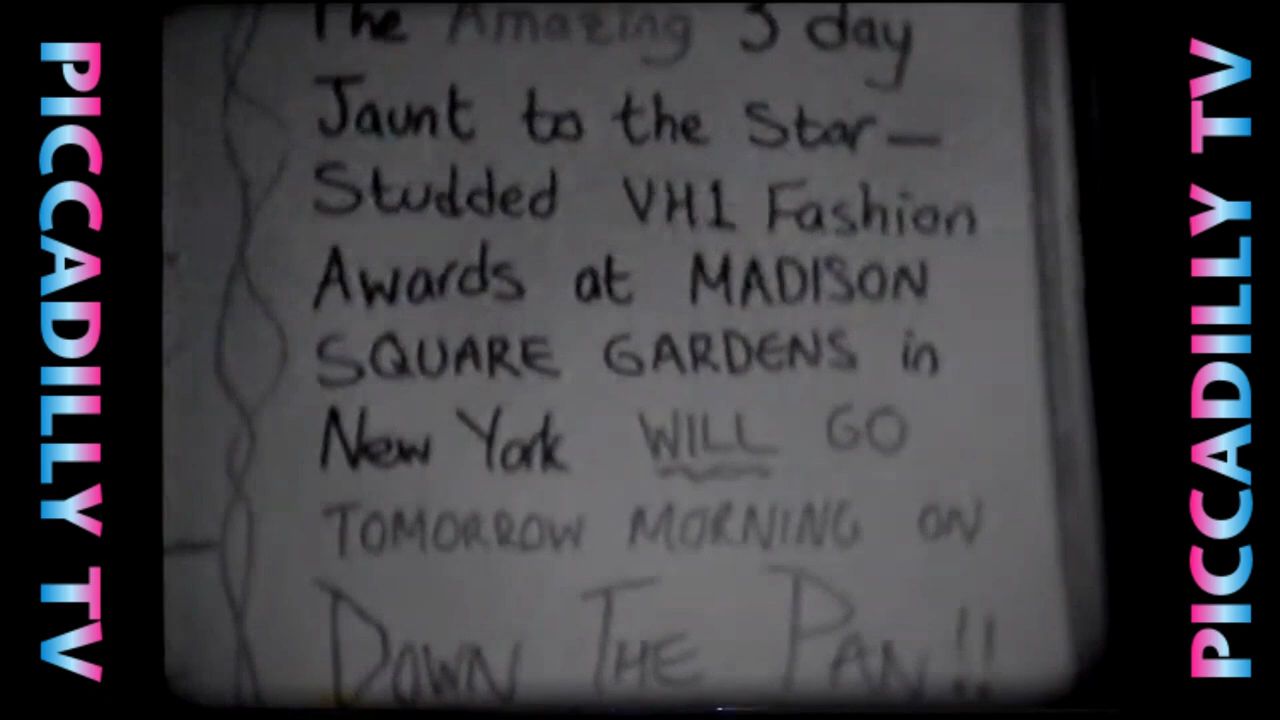 The Amazing 3 day
Jaunt to the Star-
Studded VH1 Fashion
Awards at MADISON
SQUARE GARDENS in
New York WILL GO
TOMORROW MORNING ON
DOWN THE PAN!!
PICCADILLY TV
PICCADILLY TV